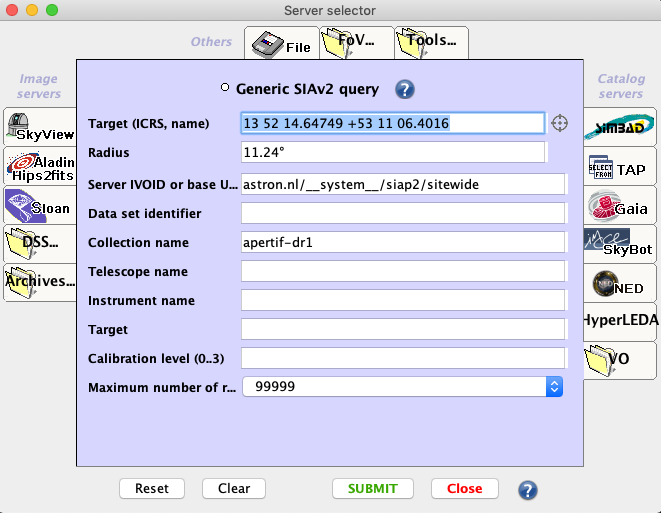 Server selector
Others
File
FoV...
Tools...
Image
servers
Catalog
servers
SkyView
Aladin
Hips2fits
Sloan
DSS...
Archives...
Generic SIAv2 query
?
Target (ICRS, name)
13 52 14.64749 +53 11 06.4016
Radius
11.24°
Server IVOID or base U...
astron.nl/__system__/siap2/sitewide
Data set identifier
Collection name
apertif-dr1
Telescope name
Instrument name
Target
Calibration level (0..3)
Maximum number of r...
99999
SIMBAD
SELECT
FROM
TAP
Gaia
SkyBot
NED
HyperLEDA
VO
Reset
Clear
SUBMIT
Close
?